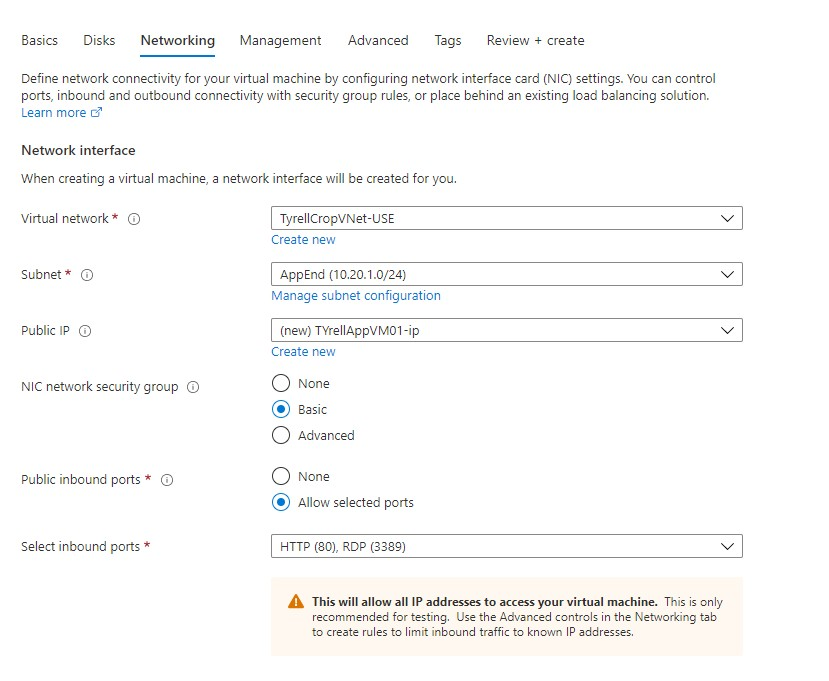 Basics Disks Networking Management Advanced Tags Review + create
Define network connectivity for your virtual machine by configuring network interface card (NIC) settings. You can control
ports, inbound and outbound connectivity with security group rules, or place behind an existing load balancing solution.
Learn more
Network interface
When creating a virtual machine, a network interface will be created for you.
Virtual network * TyrellCropVNet-USE
Create new
Subnet * AppEnd (10.20.1.0/24)
Manage subnet configuration
Public IP (new) TYrellAppVM01-ip
Create new
NIC network security group None
Basic
Advanced
Public inbound ports * None
Allow selected ports
Select inbound ports * HTTP (80), RDP (3389)
This will allow all IP addresses to access your virtual machine. This is only
recommended for testing. Use the Advanced controls in the Networking tab
to create rules to limit inbound traffic to known IP addresses.